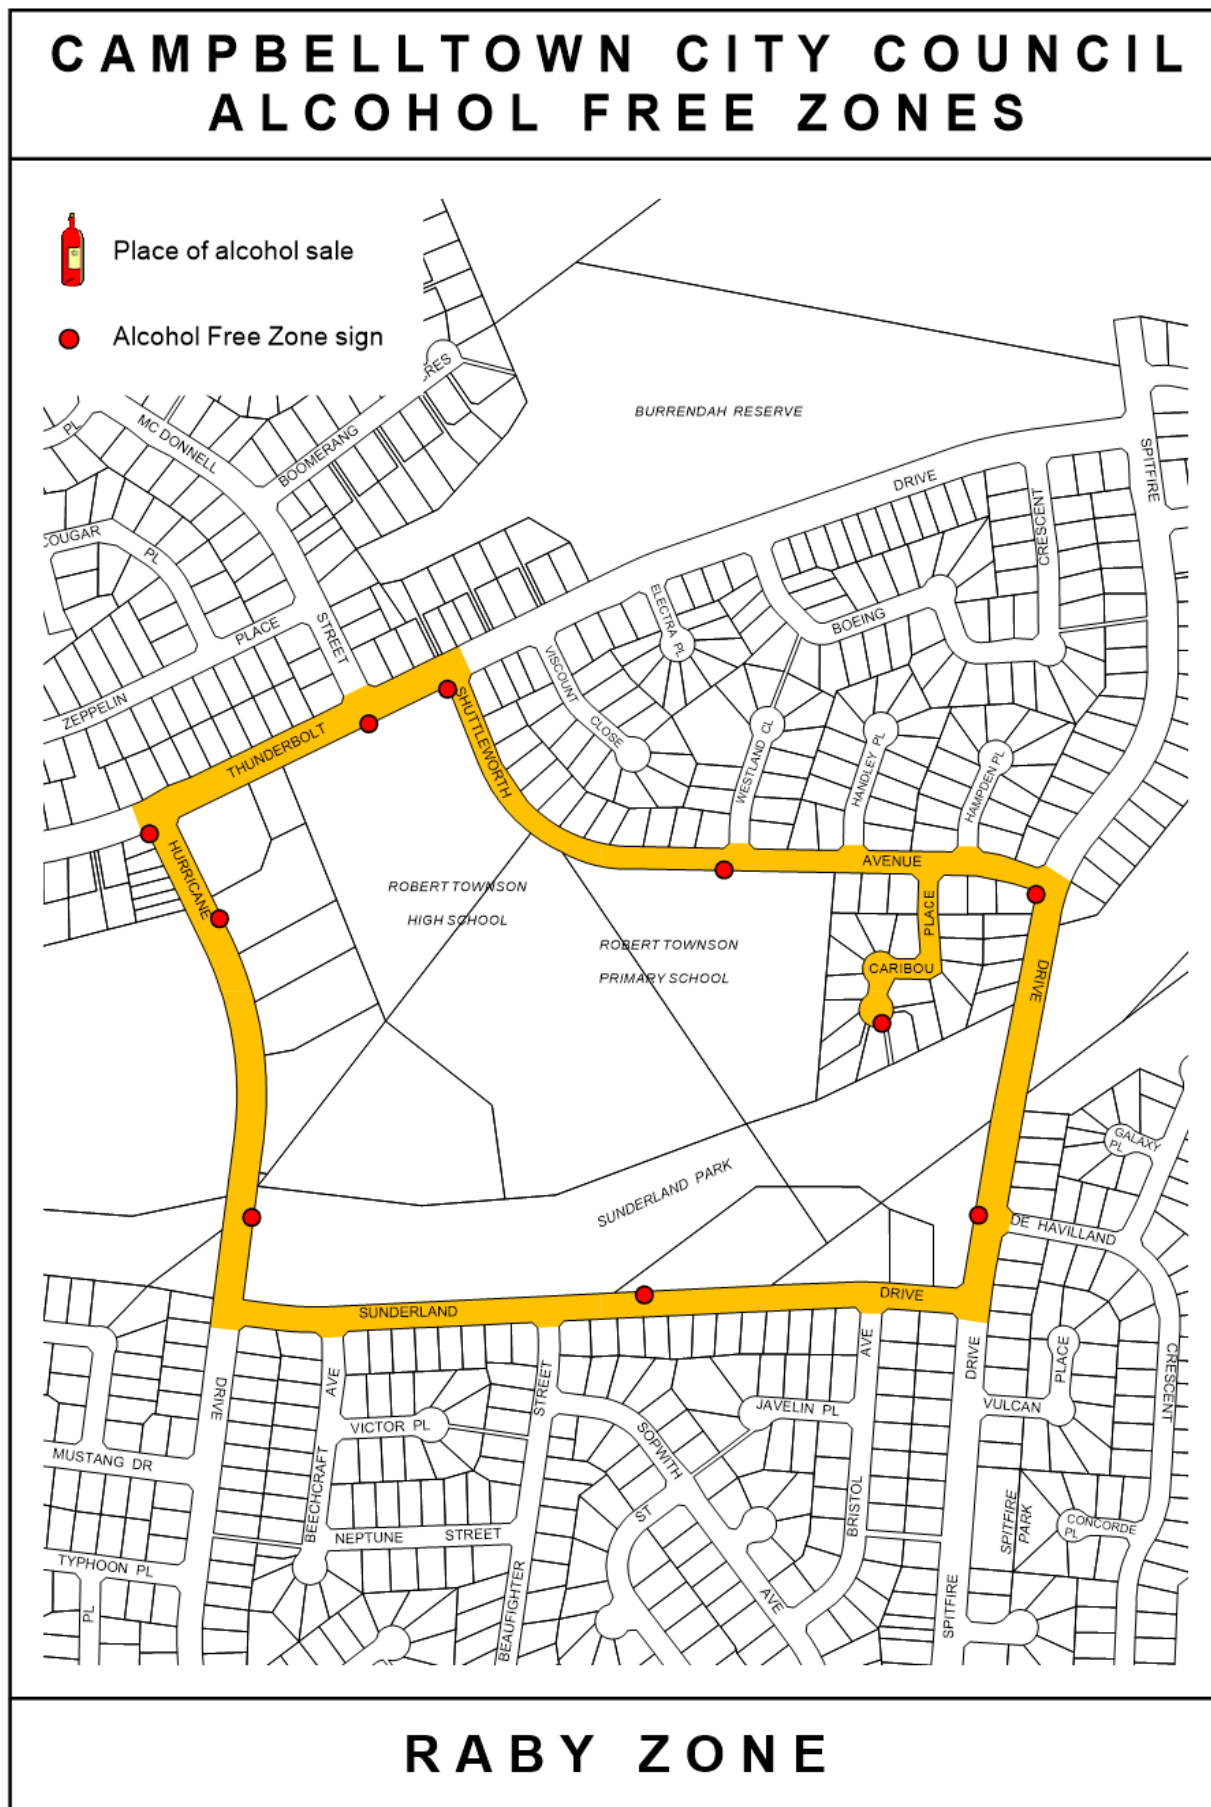 CAMPBELLTOWN CITY COUNCIL
ALCOHOL FREE ZONES
Place of alcohol sale
Alcohol Free Zone sign
BURRENDAH RESERVE
PL
MC DONNELL
BOOMERANG
SPITFIRE
DRIVE
CRESCENT
COUGAR
PL
ELECTRA PL
BOEING
STREET
PLACE
ZEPPELIN
VISCOUNT
CLOSE
SHUTTLEWORTH
THUNDERBOLT
WESTLAND CL
HANDLEY PL
HAMPDEN PL
HURRICANE
AVENUE
ROBERT TOWNSON
HIGH SCHOOL
PLACE
ROBERT TOWNSON
PRIMARY SCHOOL
CARIBOU
DRIVE
GALAXY
PL
SUNDERLAND PARK
DE HAVILLAND
SUNDERLAND
DRIVE
DRIVE
AVE
STREET
AVE
DRIVE
PLACE
CRESCENT
VICTOR PL
JAVELIN PL
VULCAN
MUSTANG DR
SOPWITH
BEECHCRAFT
BRISTOL
SPITFIRE
PARK
ST
NEPTUNE STREET
CONCORDE
PL
TYPHOON PL
PL
BEAUFIGHTER
AVE
SPITFIRE
RABY ZONE